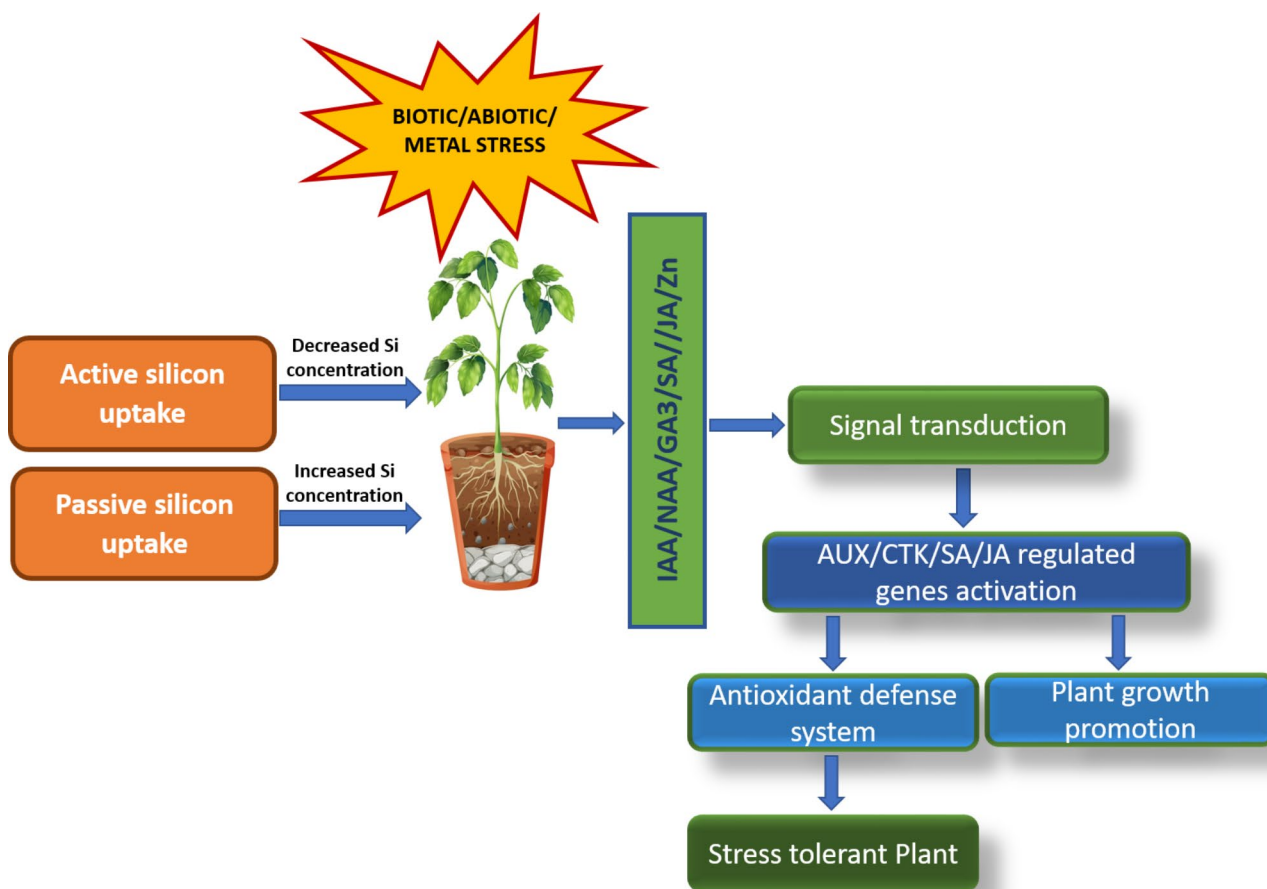 BIOTIC/ABIOTIC/
METAL STRESS
Active silicon
uptake
Decreased Si
concentration
Passive silicon
uptake
Increased Si
concentration
IAA/NAA/GA3/SA//JA/Zn
Signal transduction
AUX/CTK/SA/JA regulated
genes activation
Antioxidant defense
system
Plant growth
promotion
Stress tolerant Plant